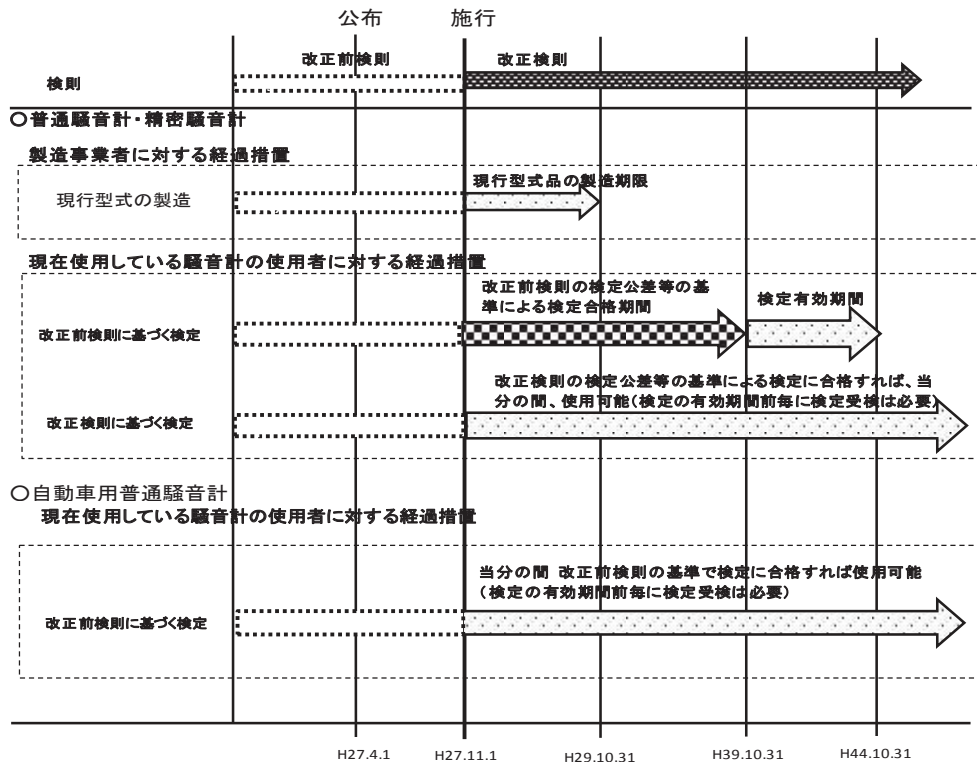 公布
施行
改正前検則
改正検則
検則
○普通騒音計・精密騒音計
製造事業者に対する経過措置
現行型式品の製造期限
現行型式の製造
現在使用している騒音計の使用者に対する経過措置
改正前検則の検定公差等の基
準による検定合格期間
検定有効期間
改正前検則に基づく検定
改正検則の検定公差等の基準による検定に合格すれば、当
分の間、使用可能(検定の有効期間前毎に検定受検は必要)
改正検則に基づく検定
○自動車用普通騒音計
現在使用している騒音計の使用者に対する経過措置
当分の間 改正前検則の基準で検定に合格すれば使用可能
(検定の有効期間前毎に検定受検は必要)
改正前検則に基づく検定
H27.4.1
H27.11.1
H29.10.31
H39.10.31
H44.10.31